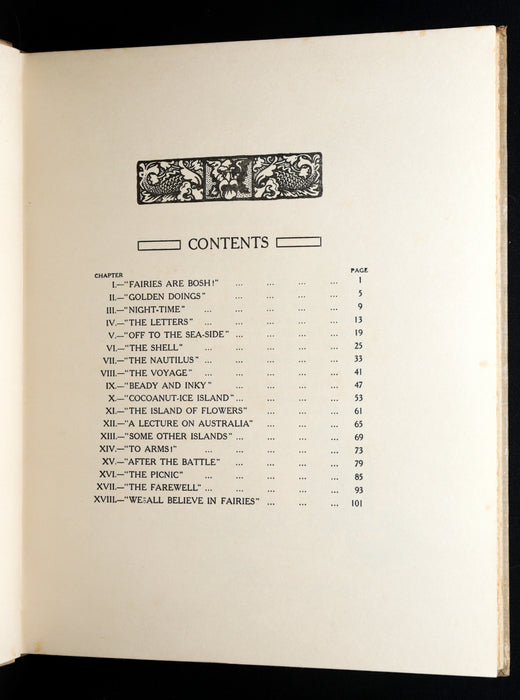 CONTENTS
CHAPTER PAGE
I.—"FAIRIES ARE BOSH!" ... ... ... ... 1
II.—"GOLDEN DOINGS" ... ... ... ... 5
III.—"NIGHT-TIME" ... ... ... ... ... 9
IV.—"THE LETTERS" ... ... ... ... ... 13
V.—"OFF TO THE SEA-SIDE" ... ... ... ... 19
VI.—"THE SHELL" ... ... ... ... ... 25
VII.—"THE NAUTILUS" ... ... ... ... ... 33
VIII.—"THE VOYAGE" ... ... ... ... ... 41
IX.—"BEADY AND INKY" ... ... ... ... 47
X.—"COCOANUT-ICE ISLAND" ... ... ... ... 53
XI.—"THE ISLAND OF FLOWERS" ... ... ... 61
XII.—"A LECTURE ON AUSTRALIA" ... ... ... 65
XIII.—"SOME OTHER ISLANDS" ... ... ... ... 69
XIV.—"TO ARMS!" ... ... ... ... ... 73
XV.—"AFTER THE BATTLE" ... ... ... ... 79
XVI.—"THE PICNIC" ... ... ... ... ... 85
XVII.—"THE FAREWELL" ... ... ... ... ... 93
XVIII.—"WE ALL BELIEVE IN FAIRIES" ... ... ... 101